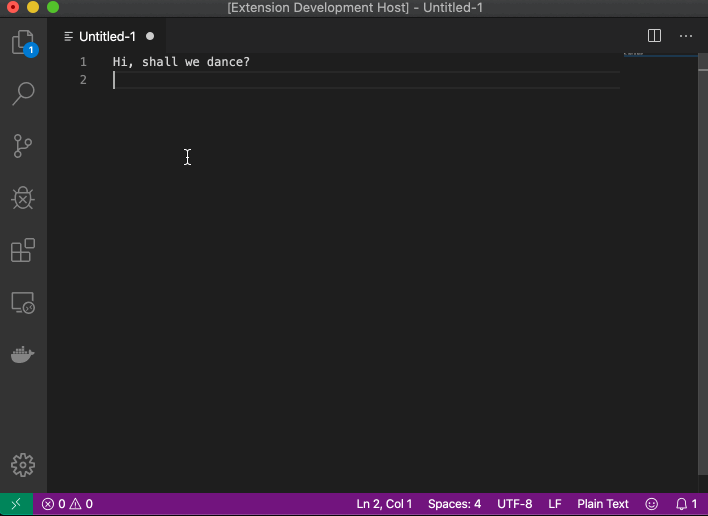 [Extension Development Host] - Untitled-1
Untitled-1
1
1 Hi, shall we dance?
2
0 0 Ln 2, Col 1 Spaces: 4 UTF-8 LF Plain Text 1